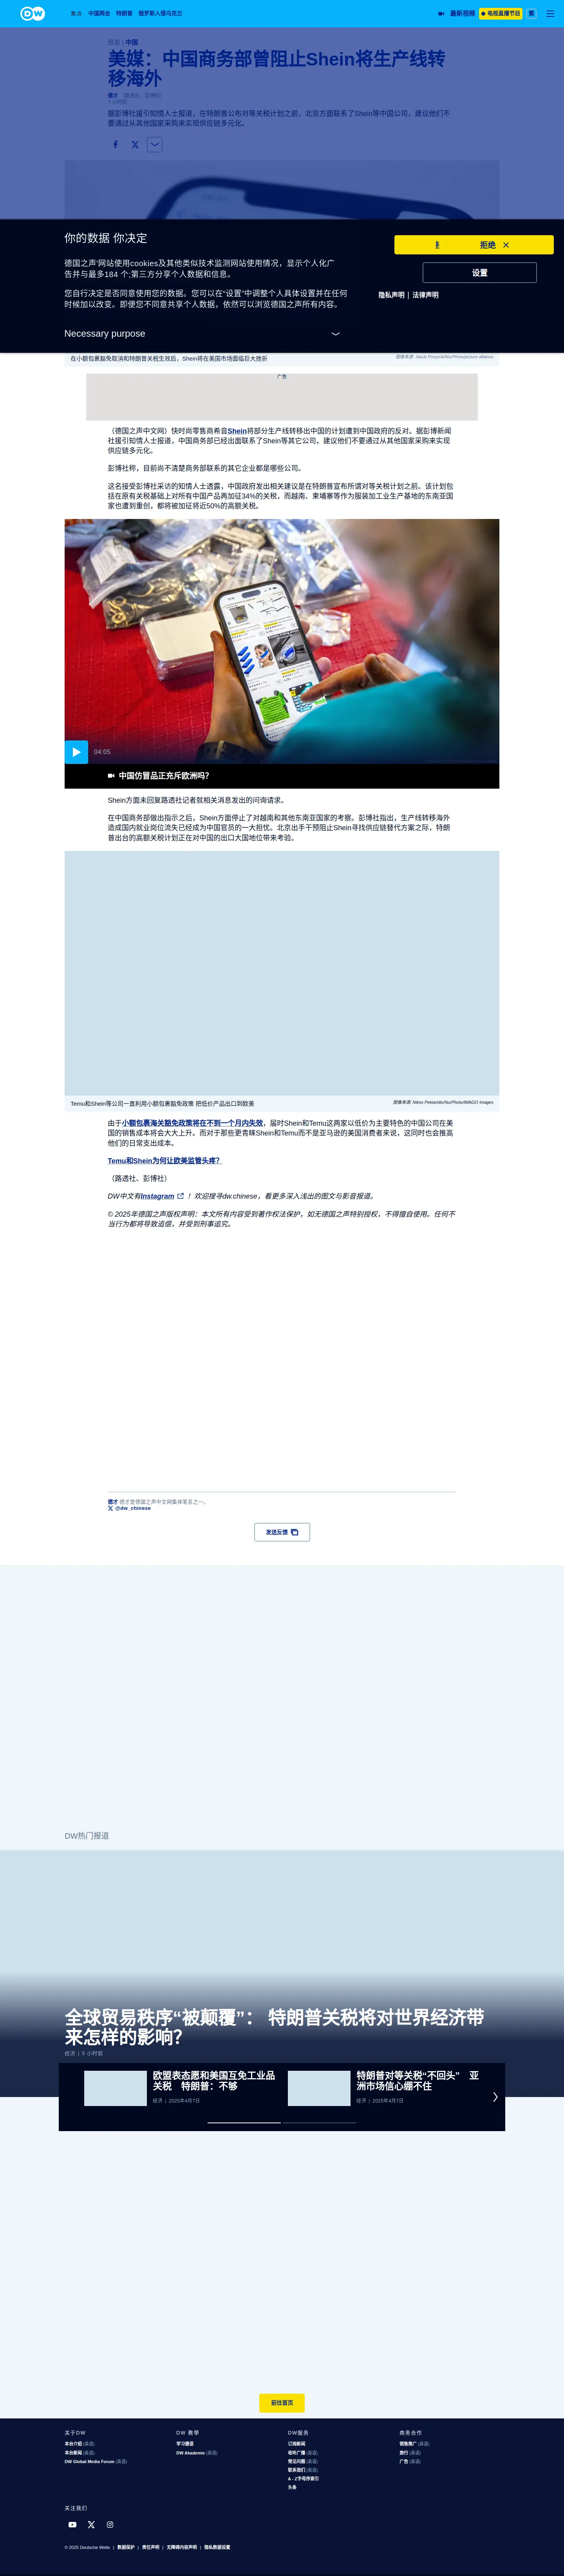 DW
焦点 中国两会 特朗普 俄罗斯入侵乌克兰
最新视频 电视直播节目 繁
贸易 | 中国
美媒：中国商务部曾阻止Shein将生产线转
移海外
德才 （路透社、彭博社）
7 小时前
据彭博社援引知情人士报道，在特朗普公布对等关税计划之前，北京方面联系了Shein等中国公司，建议他们不
要通过从其他国家采购来实现供应链多元化。
你的数据 你决定
德国之声'网站使用cookies及其他类似技术监测网站使用情况，显示个人化广
告并与最多184 个;第三方分享个人数据和信息。
您自行决定是否同意使用您的数据。您可以在“设置”中调整个人具体设置并在任何
时候加以改变。即便您不同意共享个人数据，依然可以浏览德国之声所有内容。
Necessary purpose
拒绝
设置
隐私声明 | 法律声明
在小额包裹豁免取消和特朗普关税生效后，Shein将在美国市场面临巨大挫折
图像来源: Jakub Porzycki/NurPhoto/picture alliance
广告
（德国之声中文网）快时尚零售商希音Shein将部分生产线转移出中国的计划遭到中国政府的反对。据彭博新闻
社援引知情人士报道，中国商务部已经出面联系了Shein等其它公司，建议他们不要通过从其他国家采购来实现
供应链多元化。
彭博社称，目前尚不清楚商务部联系的其它企业都是哪些公司。
这名接受彭博社采访的知情人士透露，中国政府发出相关建议是在特朗普宣布所谓对等关税计划之前。该计划包
括在原有关税基础上对所有中国产品再加征34%的关税，而越南、柬埔寨等作为服装加工业生产基地的东南亚国
家也遭到重创，都将被加征将近50%的高额关税。
04:05
中国仿冒品正充斥欧洲吗？
Shein方面未回复路透社记者就相关消息发出的问询请求。
在中国商务部做出指示之后，Shein方面停止了对越南和其他东南亚国家的考察。彭博社指出，生产线转移海外
造成国内就业岗位流失已经成为中国官员的一大担忧。北京出手干预阻止Shein寻找供应链替代方案之际，特朗
普出台的高额关税计划正在对中国的出口大国地位带来考验。
Temu和Shein等公司一直利用小额包裹豁免政策 把低价产品出口到欧美
图像来源: Nikos Pekiaridis/NurPhoto/IMAGO Images
由于小额包裹海关豁免政策将在不到一个月内失效，届时Shein和Temu这两家以低价为主要特色的中国公司在美
国的销售成本将会大大上升。而对于那些更青睐Shein和Temu而不是亚马逊的美国消费者来说，这同时也会推高
他们的日常支出成本。
Temu和Shein为何让欧美监管头疼？
（路透社、彭博社）
DW中文有Instagram ！欢迎搜寻dw.chinese，看更多深入浅出的图文与影音报道。
© 2025年德国之声版权声明：本文所有内容受到著作权法保护，如无德国之声特别授权，不得擅自使用。任何不
当行为都将导致追偿，并受到刑事追究。
德才 德才是德国之声中文网集体笔名之一。
@dw_chinese
发送反馈
DW热门报道
全球贸易秩序“被颠覆”： 特朗普关税将对世界经济带
来怎样的影响？
经济 | 5 小时前
欧盟表态愿和美国互免工业品
关税　特朗普：不够
经济 | 2025年4月7日
特朗普对等关税“不回头”　亚
洲市场信心绷不住
经济 | 2025年4月7日
前往首页
关于DW
本台介绍 (英语)
本台新闻 (英语)
DW Global Media Forum (英语)
DW 教學
学习德语
DW Akademie (英语)
DW服务
订阅新闻
收听广播 (英语)
常见问题 (英语)
联系我们 (英语)
A - Z字母序索引
头条
商务合作
销售推广 (英语)
旅行 (英语)
广告 (英语)
关注我们
© 2025 Deutsche Welle | 数据保护 | 责任声明 | 无障碍内容声明 | 隐私数据设置